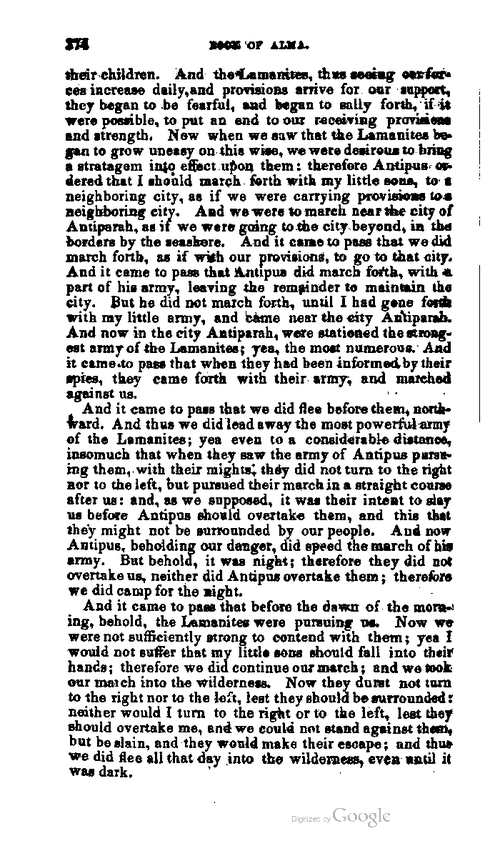 374 BOOK OF ALMA.
their children. And the Lamanites, thus seeing our for-
ces increase daily, and provisions arrive for our support,
they began to be fearful, and began to sally forth, if it
were possible, to put an end to our receiving provisions
and strength. Now when we saw that the Lamanites be-
gan to grow uneasy on this wise, we were desirous to bring
a stratagem into effect upon them: therefore Antipus or-
dered that I should march forth with my little sons, to a
neighboring city, as if we were carrying provisions to a
neighboring city. And we were to march near the city of
Antiparah, as if we were going to the city beyond, in the
borders by the seashore. And it came to pass that we did
march forth, as if with our provisions, to go to that city.
And it came to pass that Antipus did march forth, with a
part of his army, leaving the remainder to maintain the
city. But he did not march forth, until I had gone forth
with my little army, and came near the city Antiparah.
And now in the city Antiparah, were stationed the strong-
est army of the Lamanites; yea, the most numerous. And
it came to pass that when they had been informed by their
spies, they came forth with their army, and marched
against us.
And it came to pass that we did flee before them, north-
ward. And thus we did lead away the most powerful army
of the Lamanites; yea even to a considerable distance,
insomuch that when they saw the army of Antipus pursu-
ing them, with their mights, they did not turn to the right
nor to the left, but pursued their march in a straight course
after us: and, as we supposed, it was their intent to slay
us before Antipus should overtake them, and this that
they might not be surrounded by our people. And now
Antipus, beholding our danger, did speed the march of his
army. But behold, it was night; therefore they did not
overtake us, neither did Antipus overtake them; therefore
we did camp for the night.
And it came to pass that before the dawn of the morn-
ing, behold, the Lamanites were pursuing us. Now we
were not sufficiently strong to contend with them; yea I
would not suffer that my little sons should fall into their
hands; therefore we did continue our march; and we took
our march into the wilderness. Now they durst not turn
to the right nor to the left, lest they should be surrounded:
neither would I turn to the right or to the left, lest they
should overtake me, and we could not stand against them,
but be slain, and they would make their escape; and thus
we did flee all that day into the wilderness, even until it
was dark.
Digitized by Google